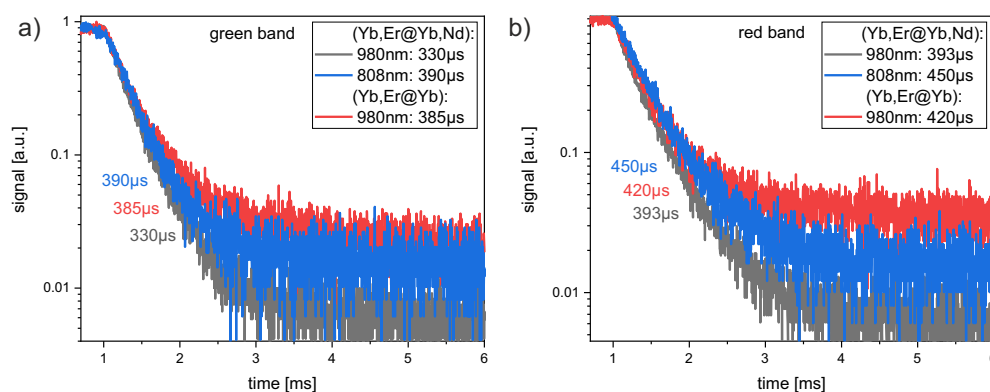 a)
green band
(Yb,Er@Yb,Nd):
980nm: 330µs
808nm: 390µs
(Yb,Er@Yb):
980nm: 385µs
signal [a.u.]
1
0.1
0.01
390µs
385µs
330µs
1 2 3 4 5 6
time [ms]
b)
red band
(Yb,Er@Yb,Nd):
980nm: 393µs
808nm: 450µs
(Yb,Er@Yb):
980nm: 420µs
signal [a.u.]
0.1
0.01
450µs
420µs
393µs
1 2 3 4 5 6
time [ms]